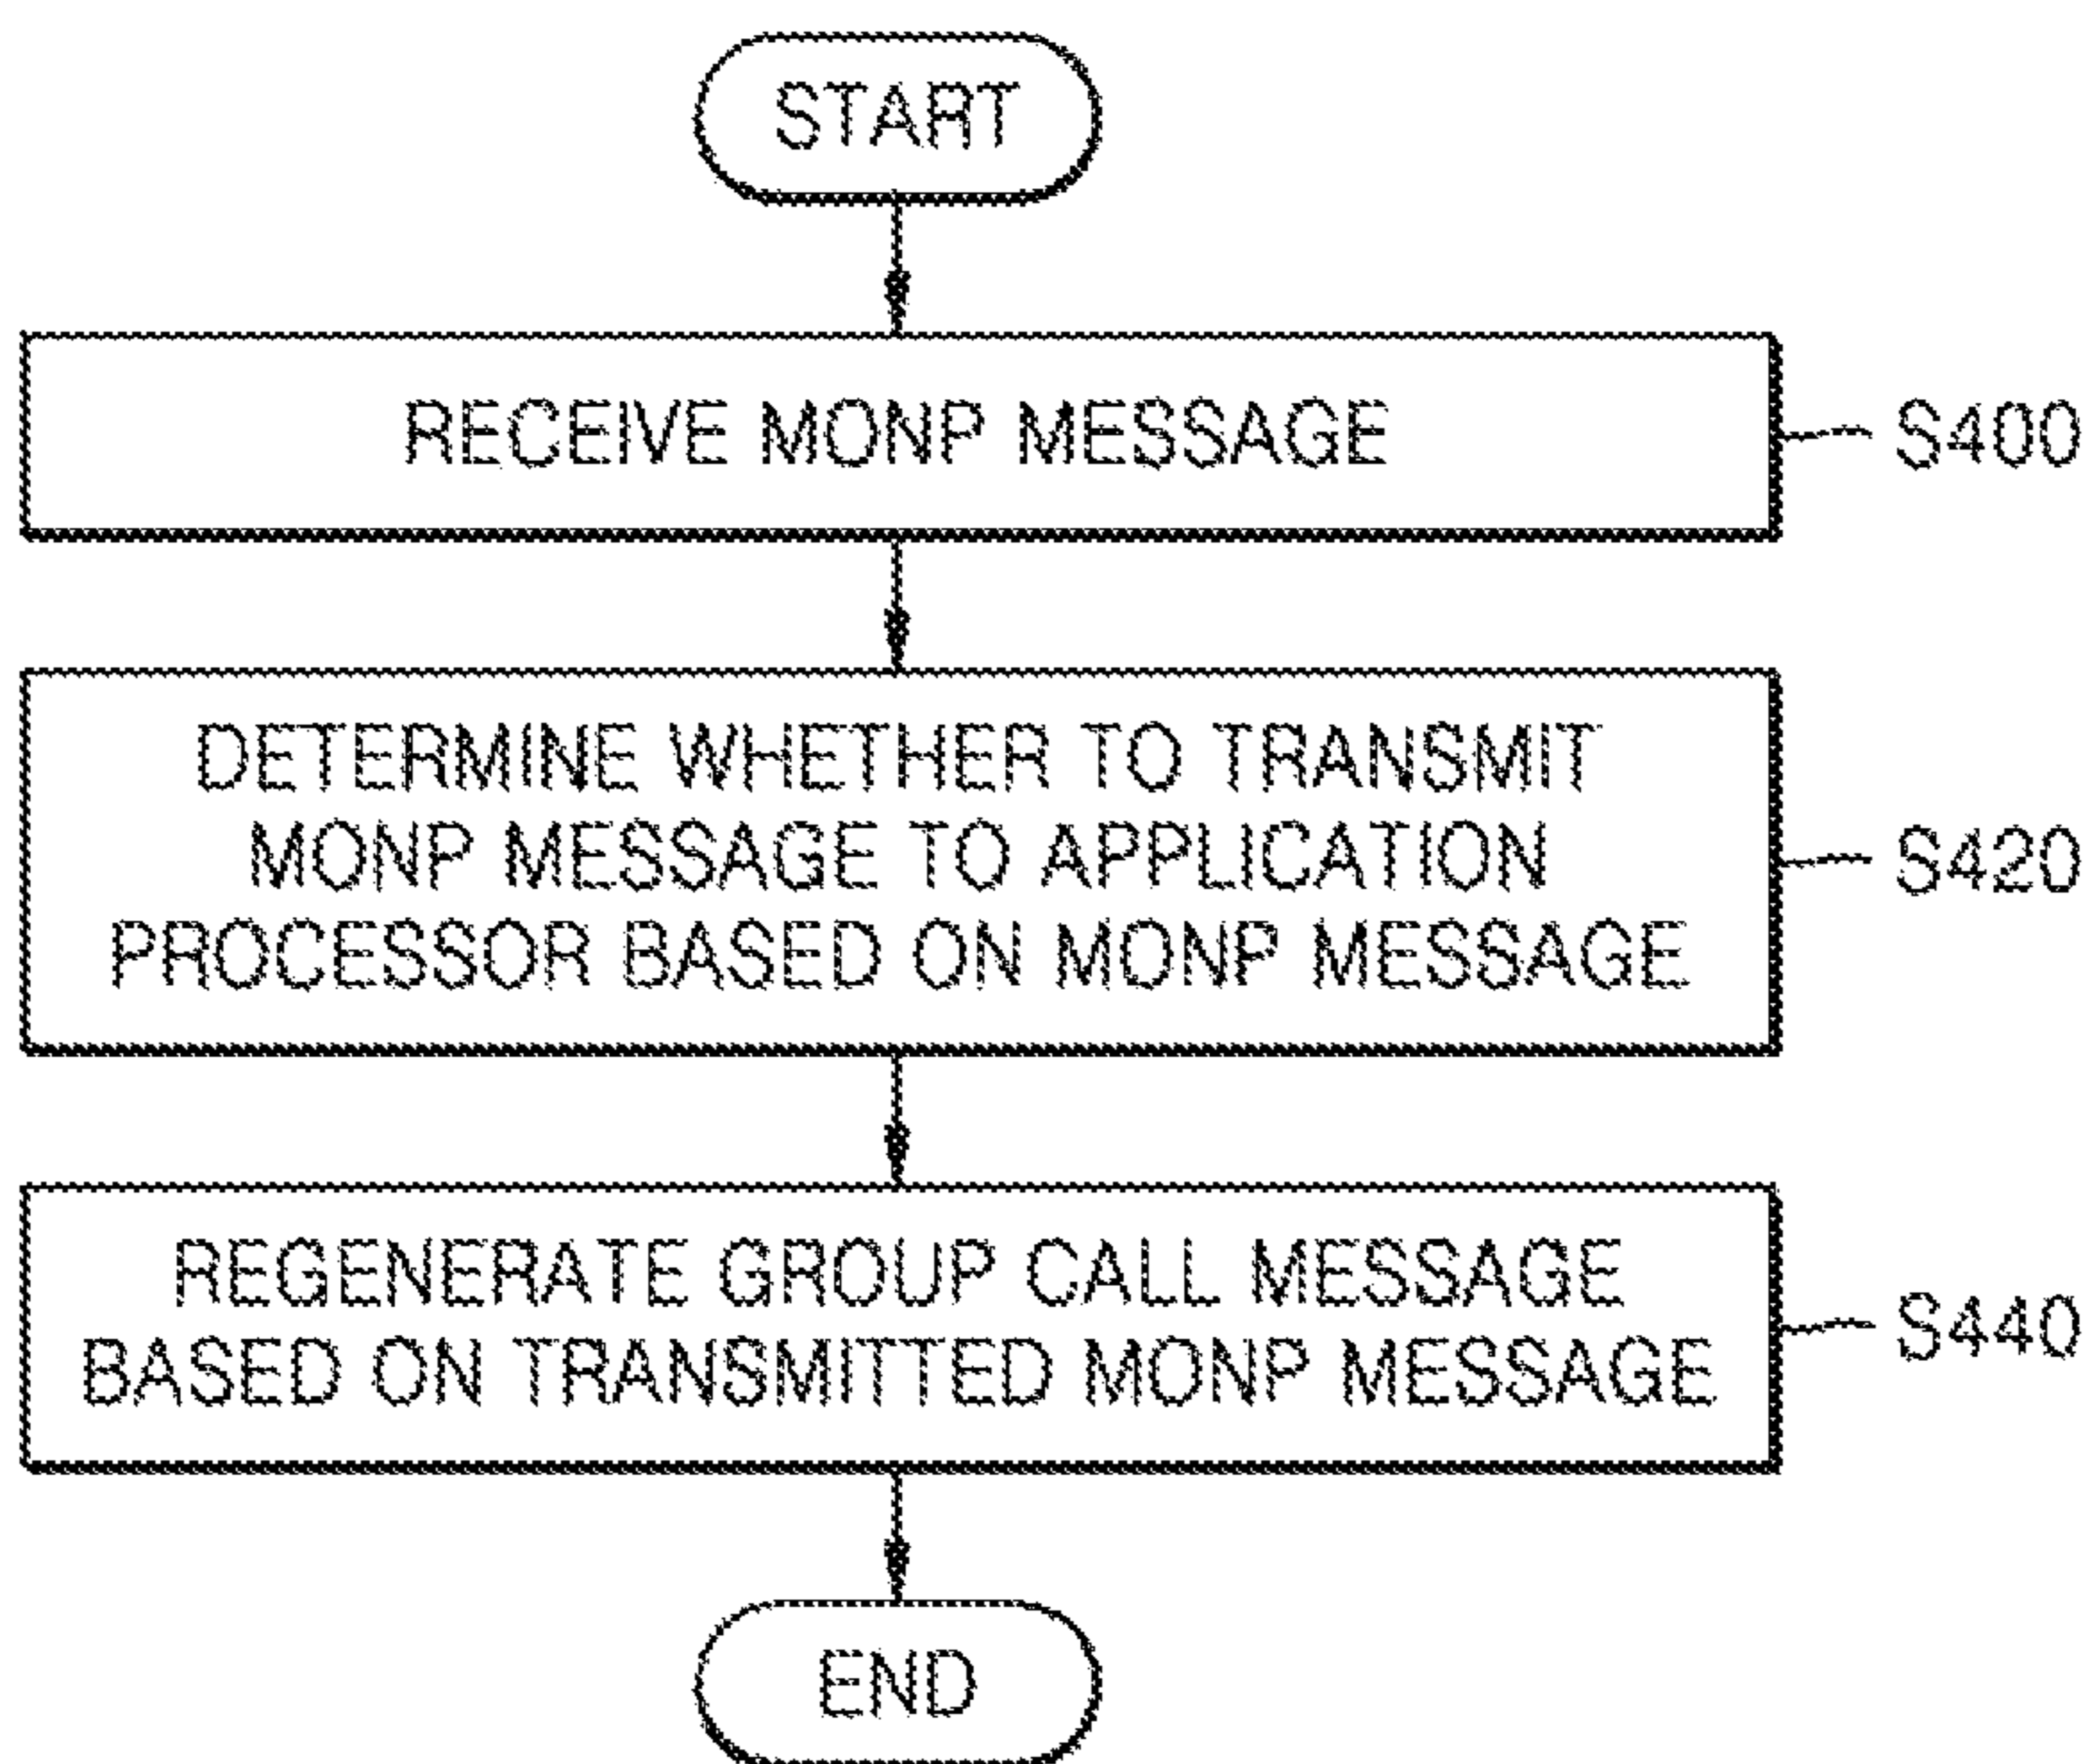 START
RECEIVE MONP MESSAGE
S400
DETERMINE WHETHER TO TRANSMIT
MONP MESSAGE TO APPLICATION
PROCESSOR BASED ON MONP MESSAGE
S420
REGENERATE GROUP CALL MESSAGE
BASED ON TRANSMITTED MONP MESSAGE
S440
END